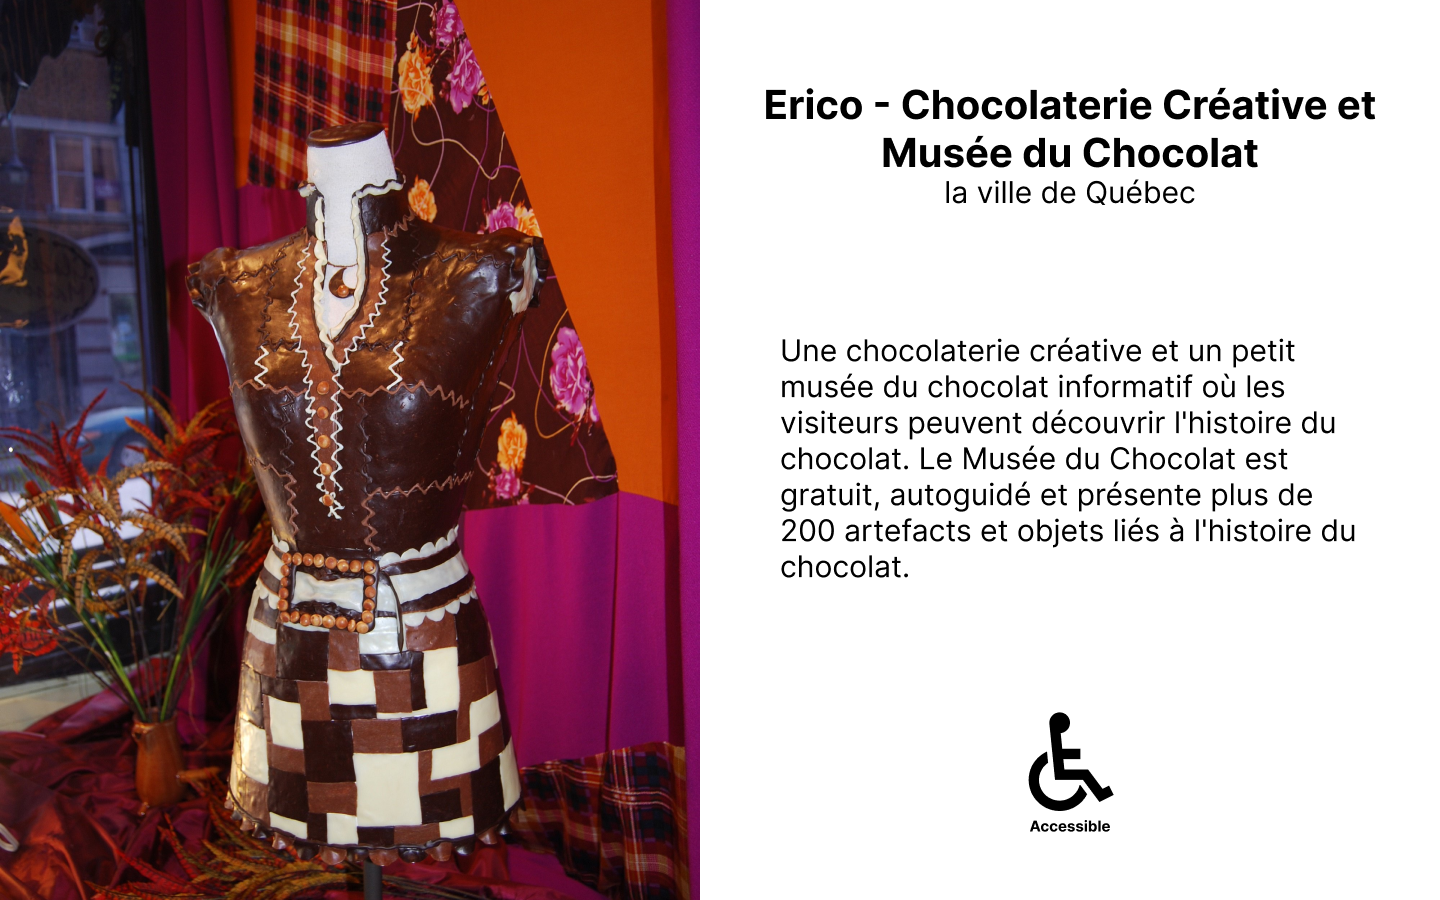 Erico - Chocolaterie Créative et
Musée du Chocolat
la ville de Québec
Une chocolaterie créative et un petit
musée du chocolat informatif où les
visiteurs peuvent découvrir l'histoire du
chocolat. Le Musée du Chocolat est
gratuit, autoguidé et présente plus de
200 artefacts et objets liés à l'histoire du
chocolat.
Accessible